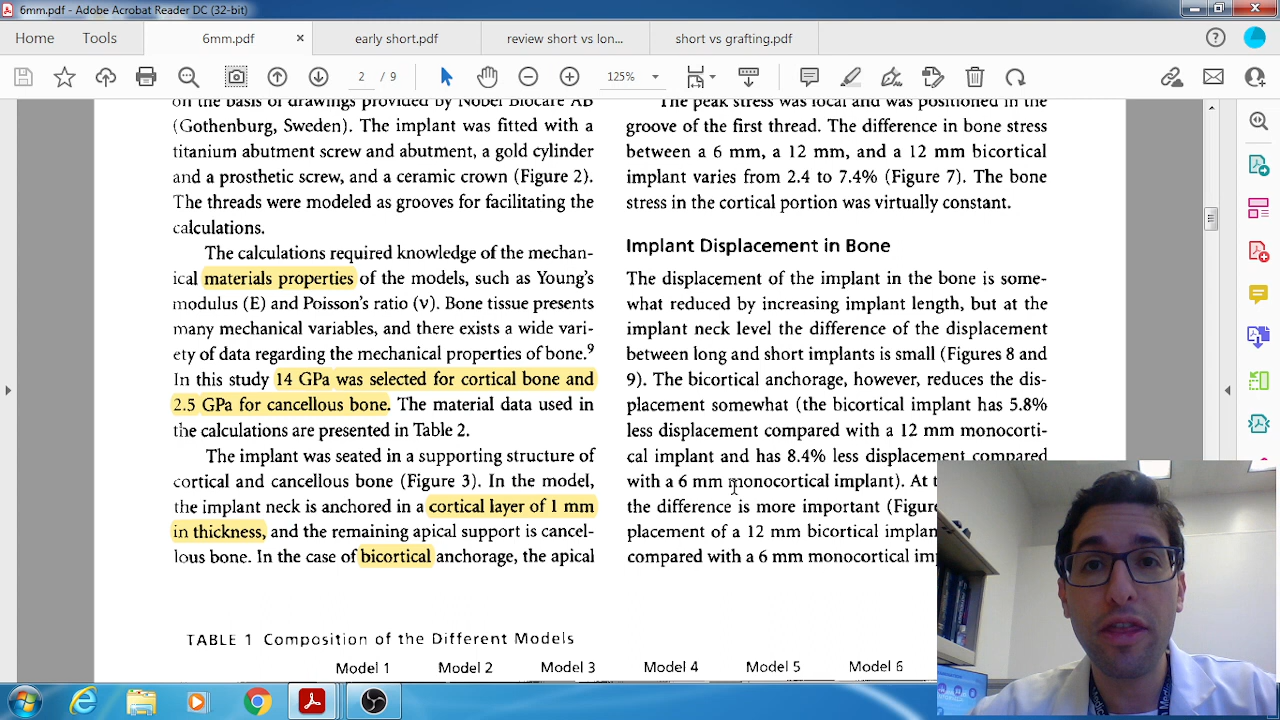 6mm.pdf - Adobe Acrobat Reader DC (32-bit)
Home Tools 6mm.pdf × early short.pdf review short vs lon... short vs grafting.pdf
2 / 9 125%
on the basis of drawings provided by Nobel Biocare AB
(Gothenburg, Sweden). The implant was fitted with a
titanium abutment screw and abutment, a gold cylinder
and a prosthetic screw, and a ceramic crown (Figure 2).
The threads were modeled as grooves for facilitating the
calculations.
The calculations required knowledge of the mechan-
ical materials properties of the models, such as Young's
modulus (E) and Poisson's ratio (ν). Bone tissue presents
many mechanical variables, and there exists a wide vari-
ety of data regarding the mechanical properties of bone.9
In this study 14 GPa was selected for cortical bone and
2.5 GPa for cancellous bone. The material data used in
the calculations are presented in Table 2.
The implant was seated in a supporting structure of
cortical and cancellous bone (Figure 3). In the model,
the implant neck is anchored in a cortical layer of 1 mm
in thickness, and the remaining apical support is cancel-
lous bone. In the case of bicortical anchorage, the apical
The peak stress was local and was positioned in the
groove of the first thread. The difference in bone stress
between a 6 mm, a 12 mm, and a 12 mm bicortical
implant varies from 2.4 to 7.4% (Figure 7). The bone
stress in the cortical portion was virtually constant.
Implant Displacement in Bone
The displacement of the implant in the bone is some-
what reduced by increasing implant length, but at the
implant neck level the difference of the displacement
between long and short implants is small (Figures 8 and
9). The bicortical anchorage, however, reduces the dis-
placement somewhat (the bicortical implant has 5.8%
less displacement compared with a 12 mm monocorti-
cal implant and has 8.4% less displacement compared
with a 6 mm monocortical implant). At
the difference is more important
placement of a 12 mm bicortical
compared with a 6 mm monocortical
TABLE 1 Composition of the Different Models
Model 1 Model 2 Model 3 Model 4 Model 5 Model 6